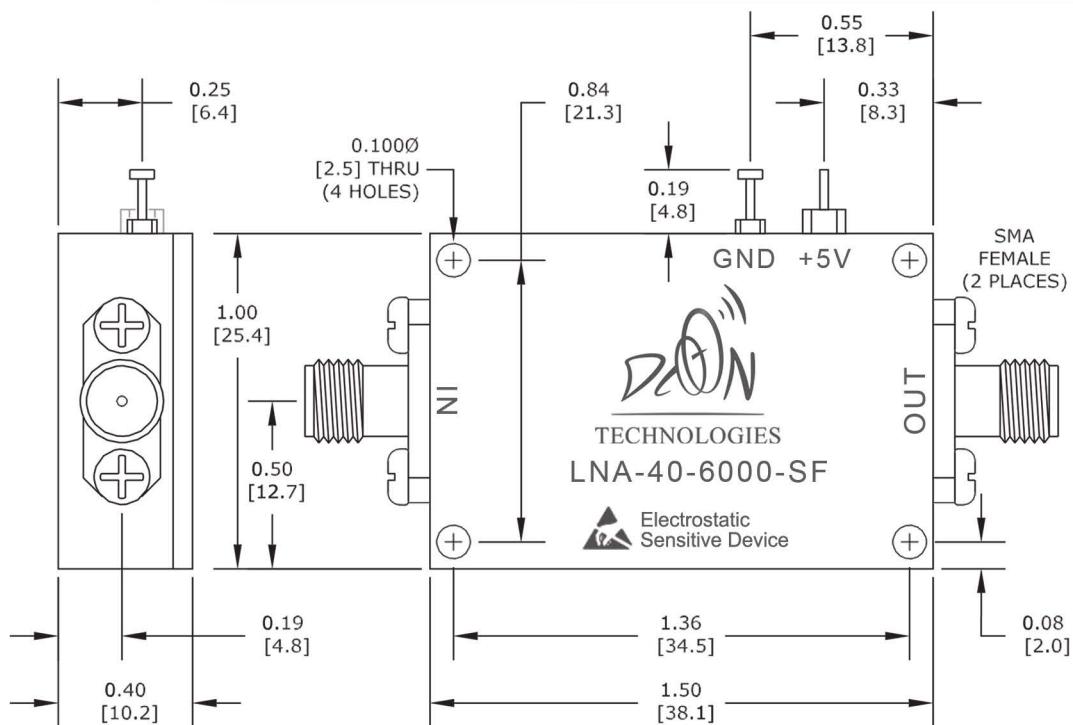 0.55
[13.8]
0.25
[6.4]
0.84
[21.3]
0.33
[8.3]
0.100Ø
[2.5] THRU
(4 HOLES)
0.19
[4.8]
SMA
FEMALE
(2 PLACES)
GND +5V
1.00
[25.4]
IN
OUT
TECHNOLOGIES
LNA-40-6000-SF
0.50
[12.7]
Electrostatic
Sensitive Device
0.19
[4.8]
1.36
[34.5]
0.08
[2.0]
0.40
[10.2]
1.50
[38.1]